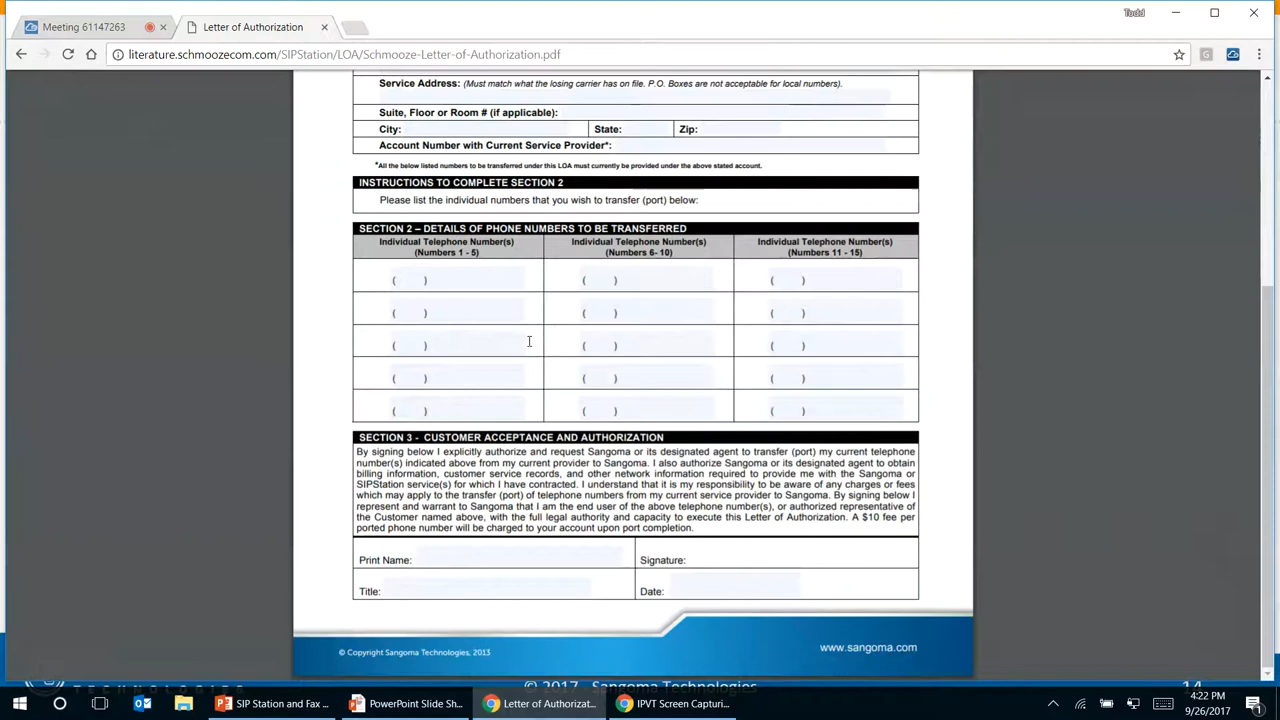 Todd
Meeting 61147263
Letter of Authorization
literature.schmoozecom.com/SIPStation/LOA/Schmooze-Letter-of-Authorization.pdf
Service Address: (Must match what the losing carrier has on file. P.O. Boxes are not acceptable for local numbers).
Suite, Floor or Room # (if applicable):
City: State: Zip:
Account Number with Current Service Provider*:
*All the below listed numbers to be transferred under this LOA must currently be provided under the above stated account.
INSTRUCTIONS TO COMPLETE SECTION 2
Please list the individual numbers that you wish to transfer (port) below:
SECTION 2 – DETAILS OF PHONE NUMBERS TO BE TRANSFERRED
Individual Telephone Number(s) Individual Telephone Number(s) Individual Telephone Number(s)
(Numbers 1 - 5) (Numbers 6- 10) (Numbers 11 - 15)
( ) ( ) ( )
( ) ( ) ( )
( ) ( ) ( )
( ) ( ) ( )
( ) ( ) ( )
SECTION 3 - CUSTOMER ACCEPTANCE AND AUTHORIZATION
By signing below I explicitly authorize and request Sangoma or its designated agent to transfer (port) my current telephone
number(s) indicated above from my current provider to Sangoma. I also authorize Sangoma or its designated agent to obtain
billing information, customer service records, and other network information required to provide me with the Sangoma or
SIPStation service(s) for which I have contracted. I understand that it is my responsibility to be aware of any charges or fees
which may apply to the transfer (port) of telephone numbers from my current service provider to Sangoma. By signing below I
represent and warrant to Sangoma that I am the end user of the above telephone number(s), or authorized representative of
the Customer named above, with the full legal authority and capacity to execute this Letter of Authorization. A $10 fee per
ported phone number will be charged to your account upon port completion.
Print Name: Signature:
Title: Date:
© Copyright Sangoma Technologies, 2013 www.sangoma.com
TECHNOLOGIES © 2017 Sangoma Technologies 14
SIP Station and Fax ... PowerPoint Slide Sh... Letter of Authorizat... IPVT Screen Capturi... 4:22 PM
9/26/2017